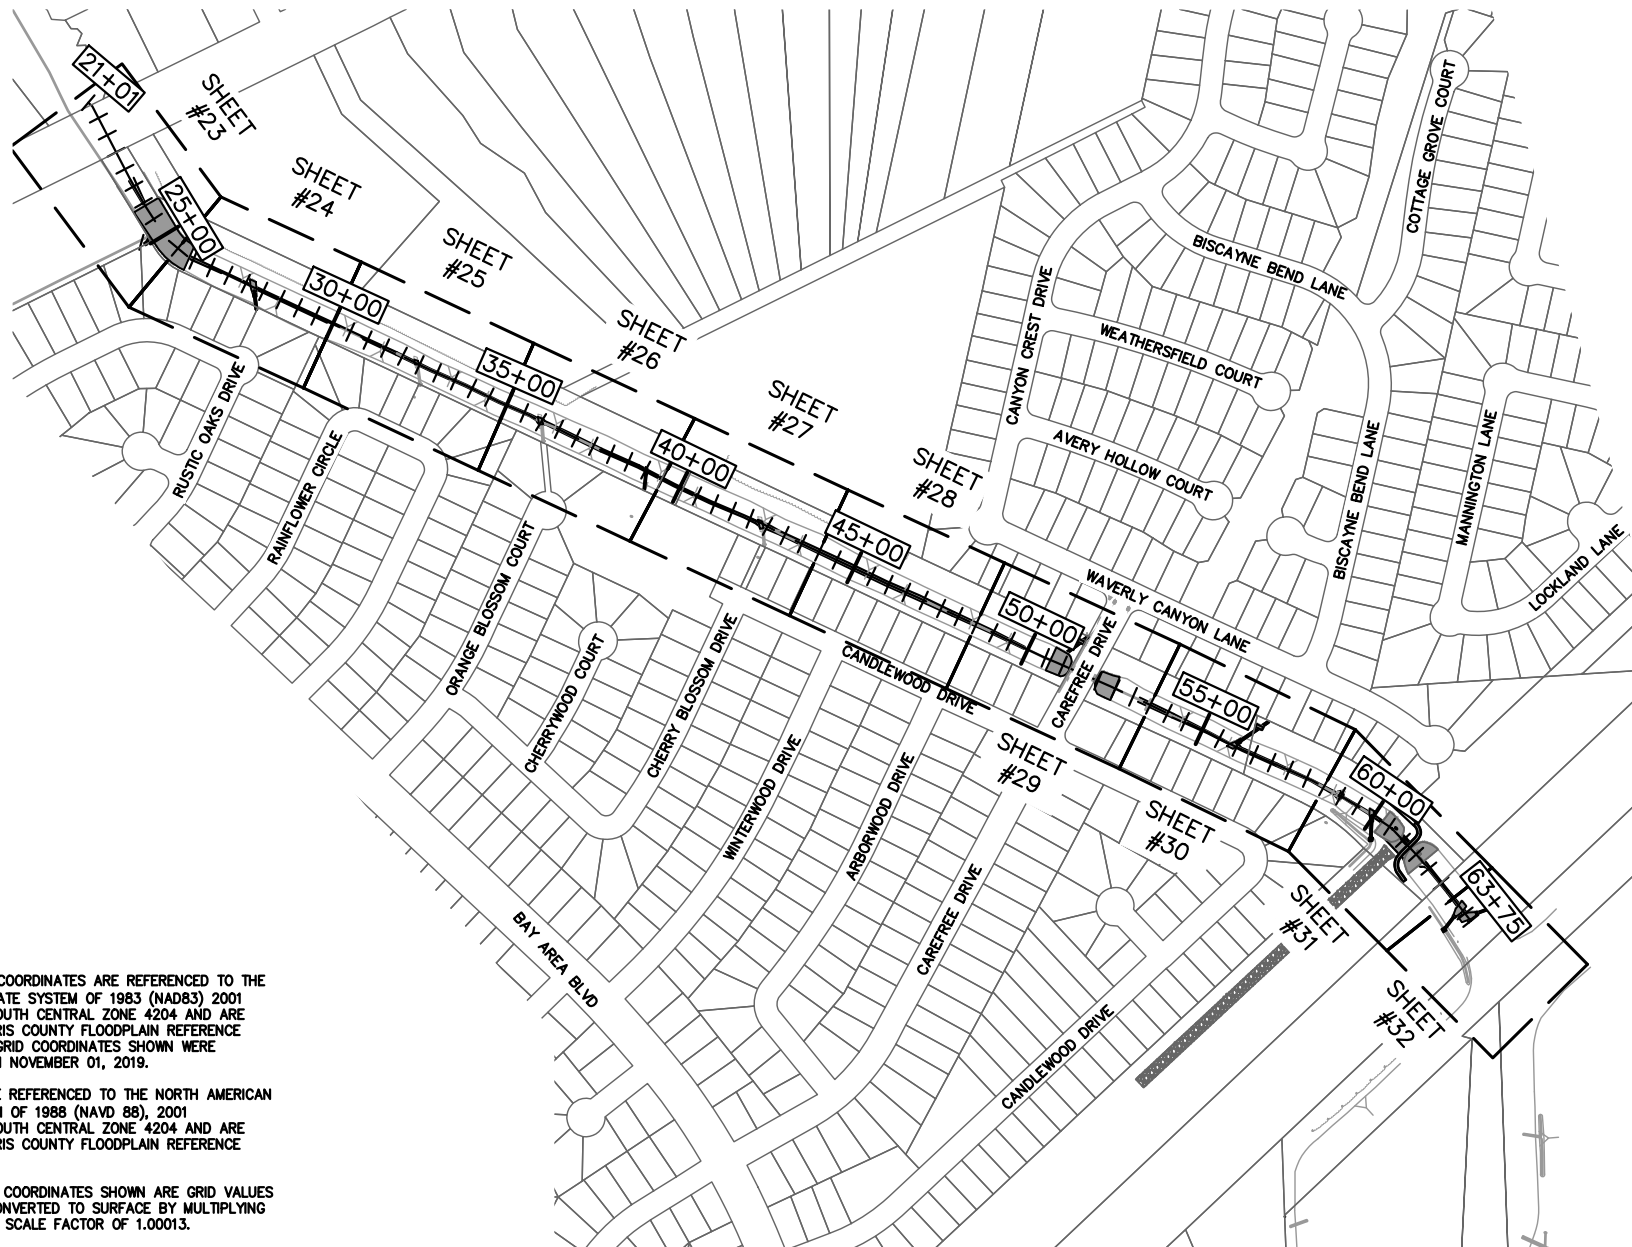 21+01
SHEET
#23
25+00
SHEET
#24
30+00
SHEET
#25
35+00
SHEET
#26
40+00
SHEET
#27
45+00
SHEET
#28
50+00
55+00
SHEET
#29
SHEET
#30
60+00
SHEET
#31
63+75
SHEET
#32
COTTAGE GROVE COURT
BISCAYNE BEND LANE
CANYON CREST DRIVE
WEATHERSFIELD COURT
AVERY HOLLOW COURT
BISCAYNE BEND LANE
MANNINGTON LANE
LOCKLAND LANE
WAVERLY CANYON LANE
RUSTIC OAKS DRIVE
RAINFLOWER CIRCLE
ORANGE BLOSSOM COURT
CHERRYWOOD COURT
CHERRY BLOSSOM DRIVE
CANDLEWOOD DRIVE
CAREFREE DRIVE
WINTERWOOD DRIVE
ARBORWOOD DRIVE
CAREFREE DRIVE
BAY AREA BLVD
CANDLEWOOD DRIVE
COORDINATES ARE REFERENCED TO THE
ATE SYSTEM OF 1983 (NAD83) 2001
OUTH CENTRAL ZONE 4204 AND ARE
RIS COUNTY FLOODPLAIN REFERENCE
GRID COORDINATES SHOWN WERE
NOVEMBER 01, 2019.
REFERENCED TO THE NORTH AMERICAN
OF 1988 (NAVD 88), 2001
OUTH CENTRAL ZONE 4204 AND ARE
RIS COUNTY FLOODPLAIN REFERENCE
COORDINATES SHOWN ARE GRID VALUES
ONVERTED TO SURFACE BY MULTIPLYING
SCALE FACTOR OF 1.00013.